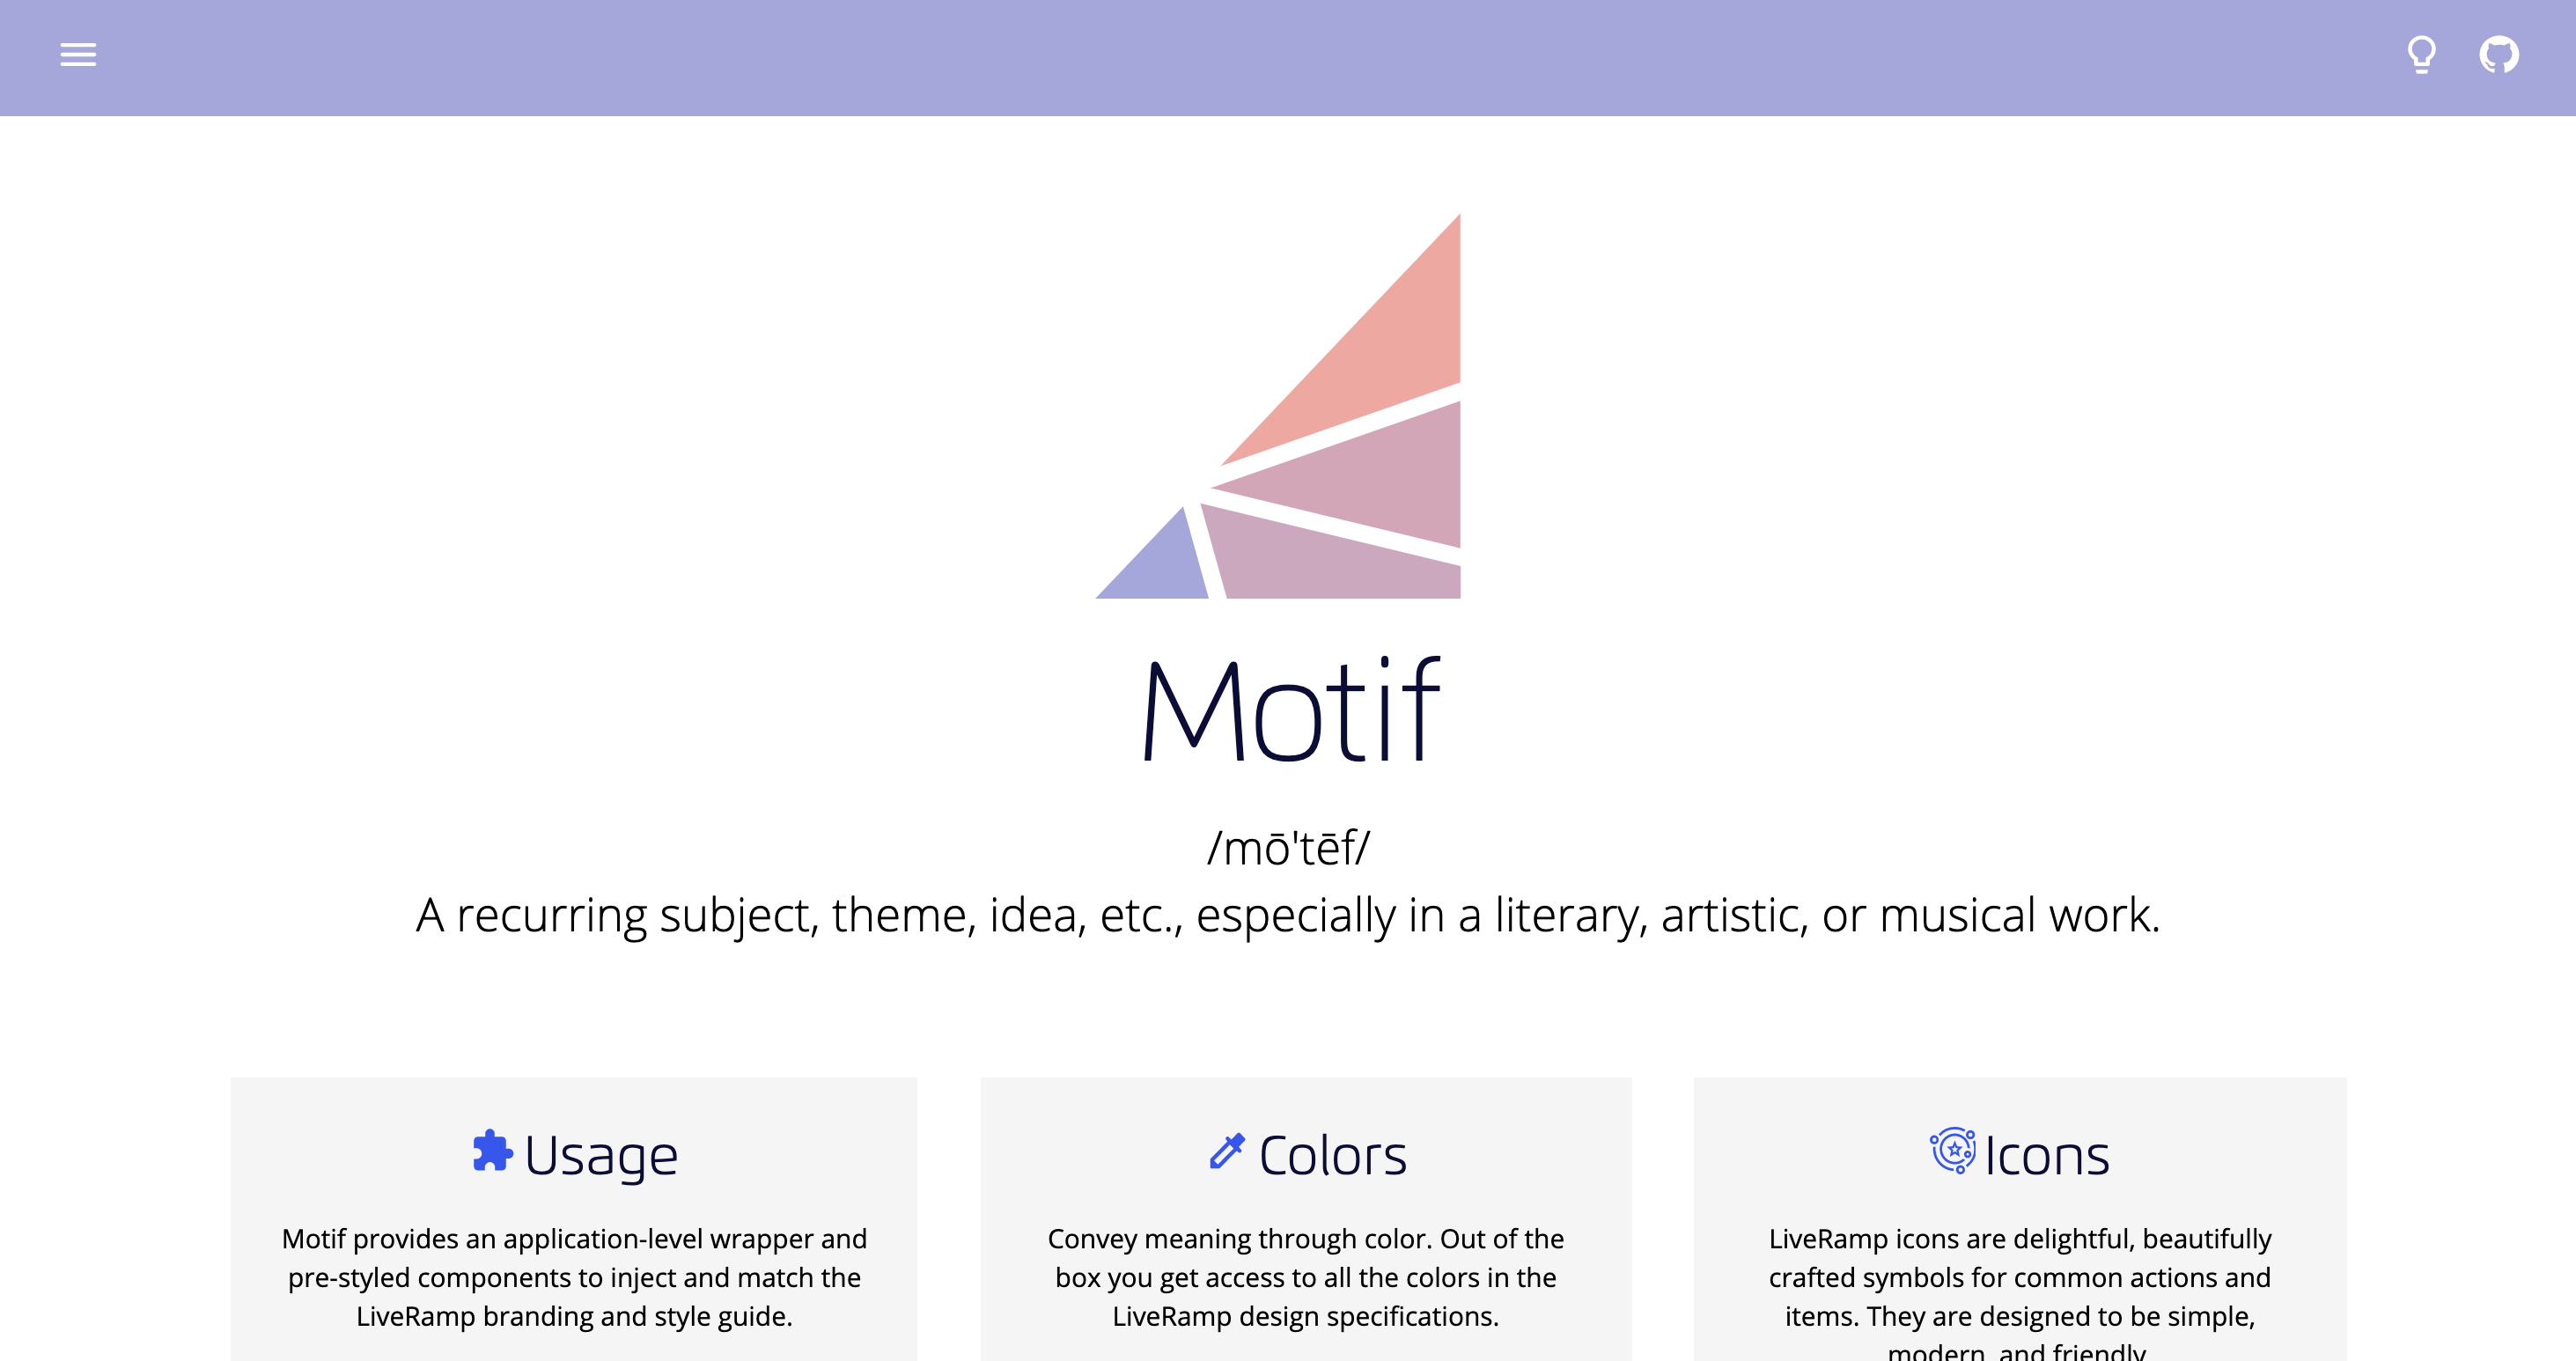 Motif
/mō'tēf/
A recurring subject, theme, idea, etc., especially in a literary, artistic, or musical work.
Usage
Motif provides an application-level wrapper and
pre-styled components to inject and match the
LiveRamp branding and style guide.
Colors
Convey meaning through color. Out of the
box you get access to all the colors in the
LiveRamp design specifications.
Icons
LiveRamp icons are delightful, beautifully
crafted symbols for common actions and
items. They are designed to be simple,
modern, and friendly